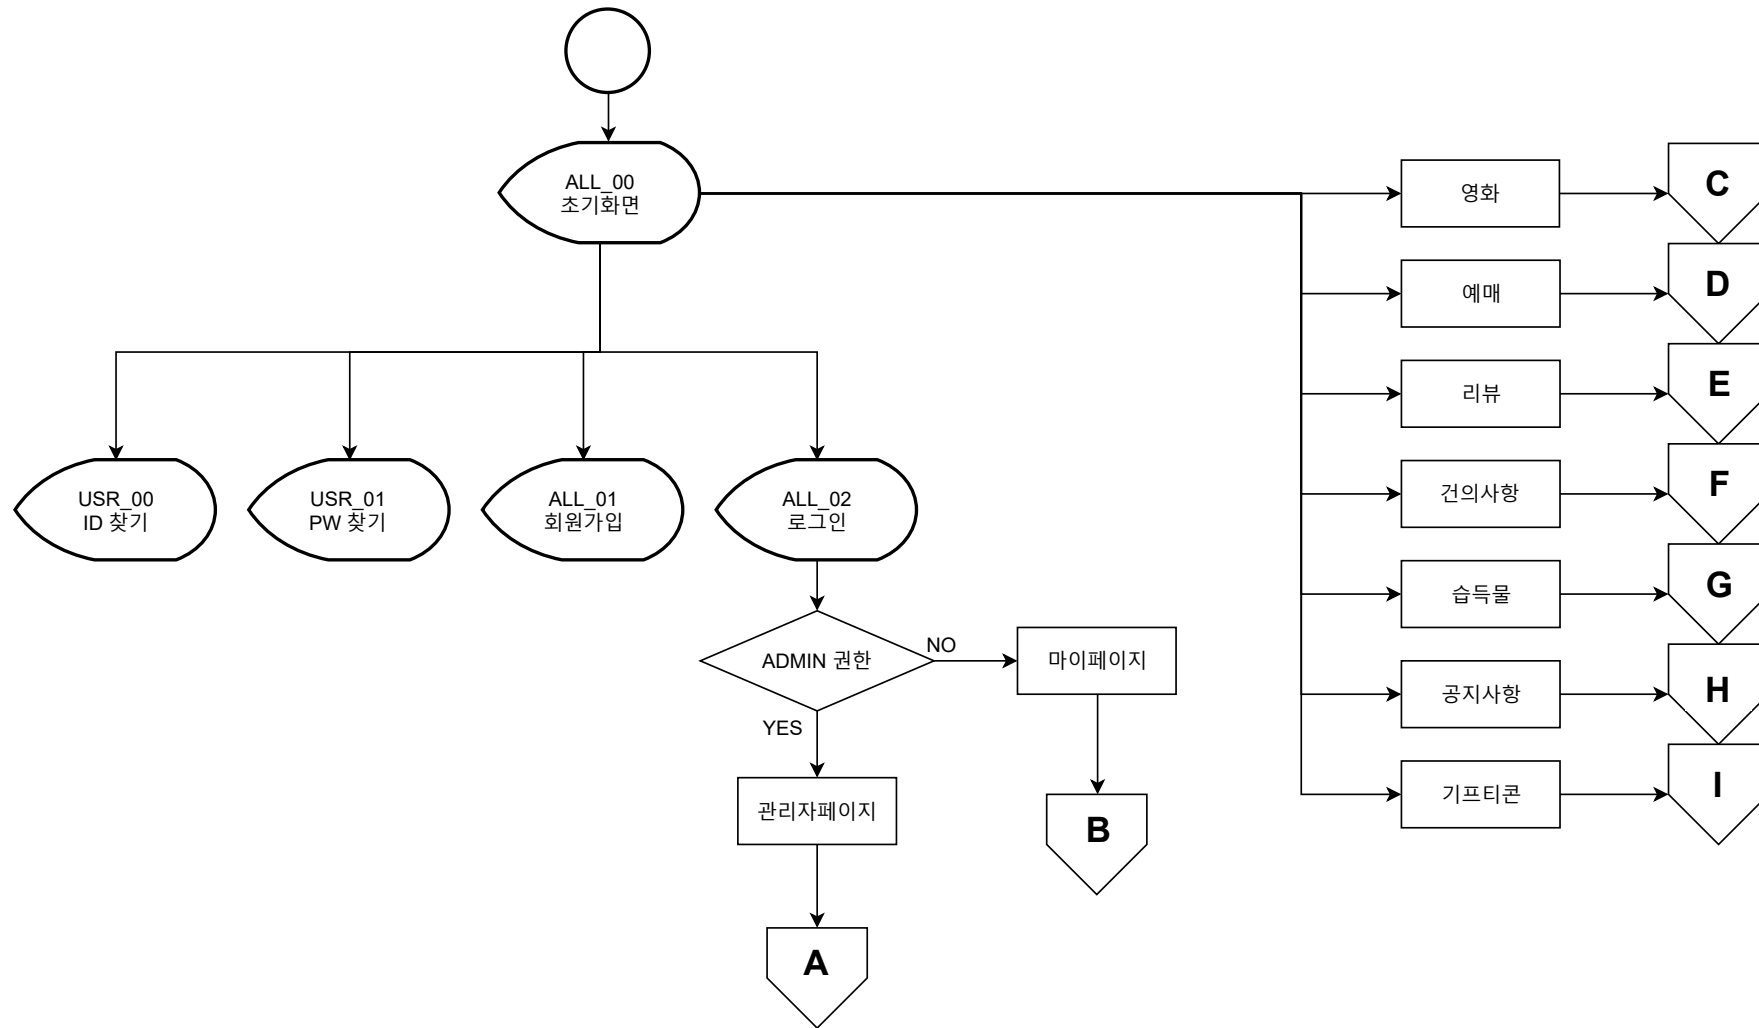 ALL_00
초기화면
영화
C
예매
D
리뷰
E
건의사항
F
습득물
G
공지사항
H
기프티콘
I
USR_00
ID 찾기
USR_01
PW 찾기
ALL_01
회원가입
ALL_02
로그인
ADMIN 권한
NO
마이페이지
YES
관리자페이지
B
A